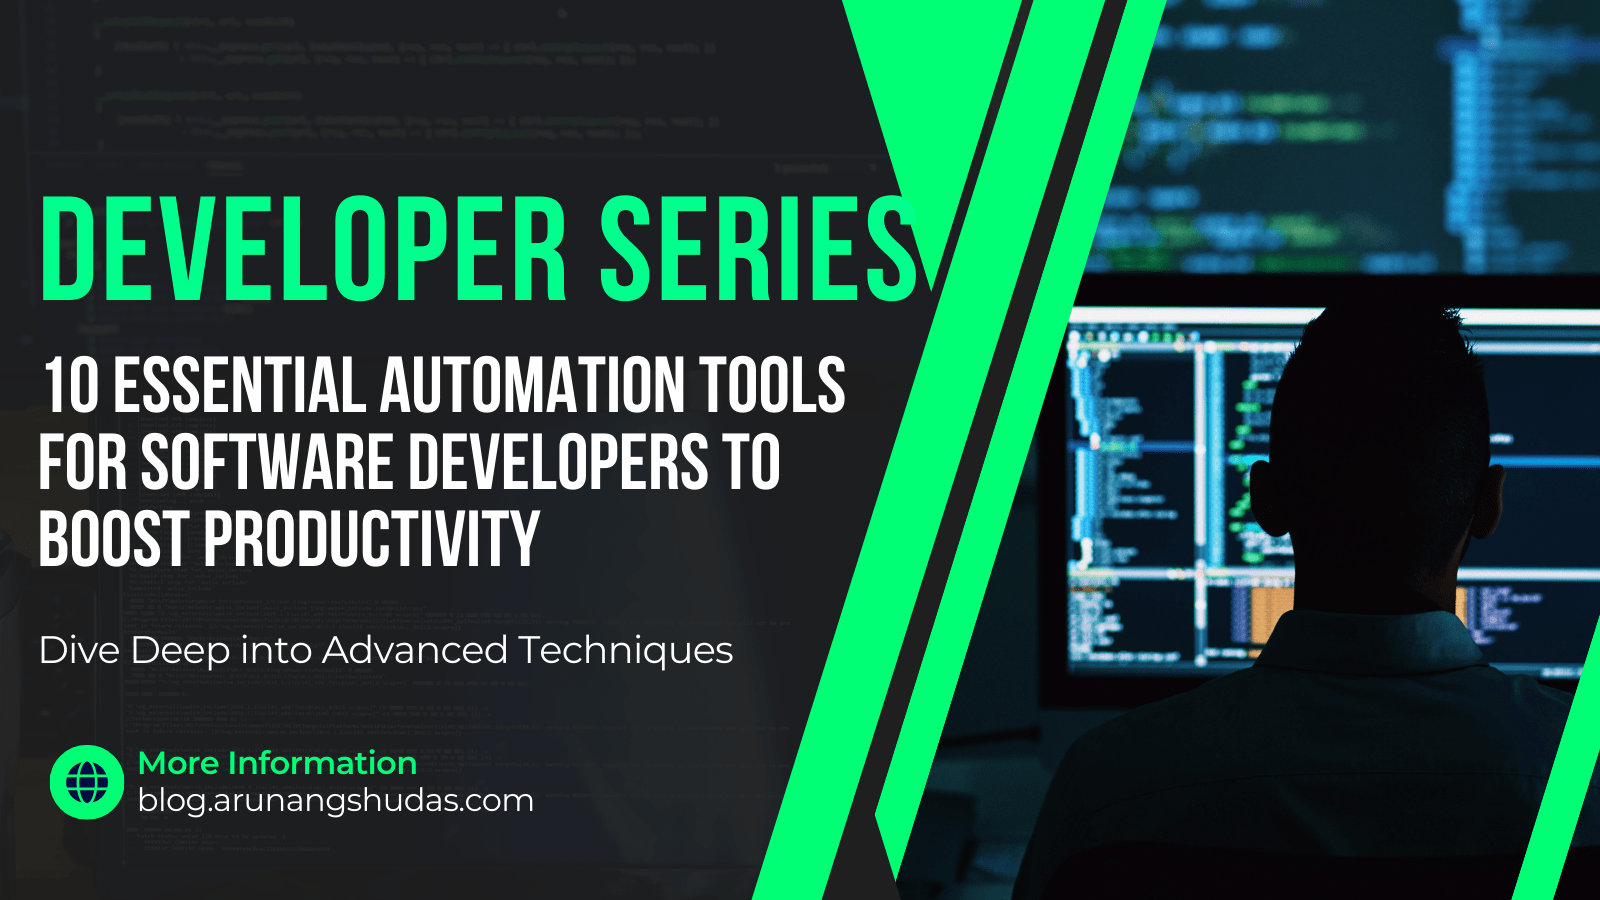 DEVELOPER SERIES
10 ESSENTIAL AUTOMATION TOOLS
FOR SOFTWARE DEVELOPERS TO
BOOST PRODUCTIVITY
Dive Deep into Advanced Techniques
More Information
blog.arunangshudas.com